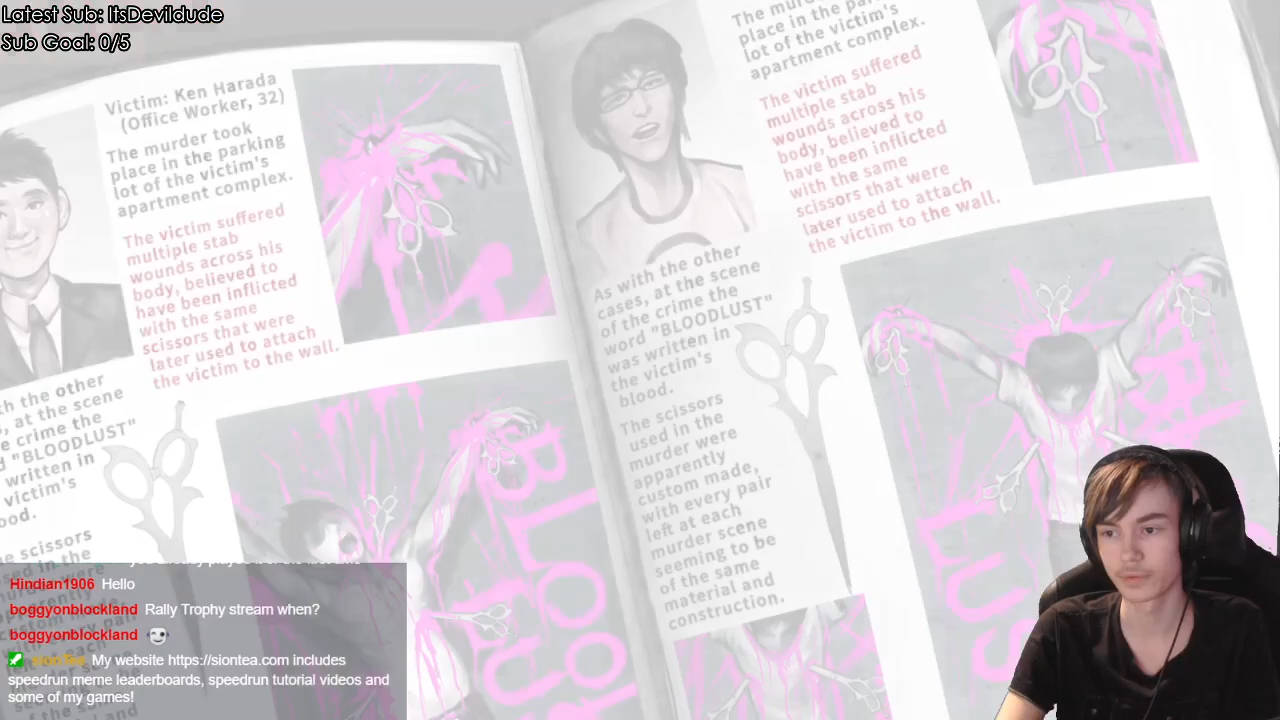 Latest Sub: ItsDevildude
Sub Goal: 0/5
Victim: Ken Harada
(Office Worker, 32)
The murder took
place in the parking
lot of the victim's
apartment complex.
The victim suffered
multiple stab
wounds across his
body, believed to
have been inflicted
with the same
scissors that were
later used to attach
the victim to the wall.
th the other
, at the scene
e crime the
"BLOODLUST"
written in
victim's
ood.
e scissors
sed in the
The murder
place in the
lot of the victim's
apartment complex.
The victim suffered
multiple stab
wounds across his
body, believed to
have been inflicted
with the same
scissors that were
later used to attach
the victim to the wall.
As with the other
cases, at the scene
of the crime the
word "BLOODLUST"
was written in
the victim's
blood.
The scissors
used in the
murder were
apparently
custom made,
with every pair
left at each
murder scene
seeming to be
of the same
material and
construction.
BLOO
LUS
Hindian1906 Hello
boggyonblockland Rally Trophy stream when?
boggyonblockland
My website https://siontea.com includes
speedrun meme leaderboards, speedrun tutorial videos and
some of my games!